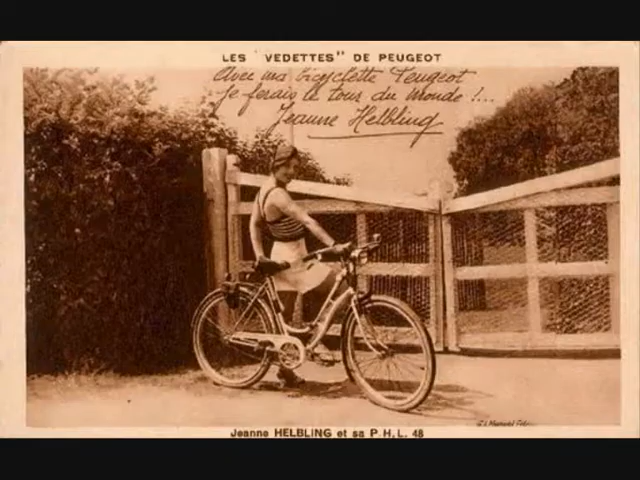 LES "VEDETTES" DE PEUGEOT
Avec ma bicyclette Peugeot
je ferais le tour du monde !...
Jeanne Helbling
Jeanne HELBLING et sa P.H.L. 48